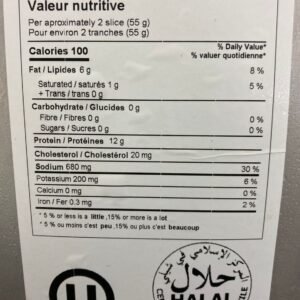 Valeur nutritive
Per aproximately 2 slice (55 g)
Pour environ 2 tranches (55 g)
Calories 100 % Daily Value*
% valeur quotidienne*
Fat / Lipides 6 g 8 %
Saturated / saturés 1 g 5 %
+ Trans / trans 0 g
Carbohydrate / Glucides 0 g
Fibre / Fibres 0 g 0 %
Sugars / Sucres 0 g 0 %
Protein / Protéines 12 g
Cholesterol / Cholestérol 20 mg
Sodium 680 mg 30 %
Potassium 200 mg 6 %
Calcium 0 mg 0 %
Iron / Fer 0.3 mg 2 %
* 5 % or less is a little ,15% or more is a lot
* 5 % ou moins c'est peu ,15% ou plus c'est beaucoup
المركز الإسلامي في
حلال
HALAL